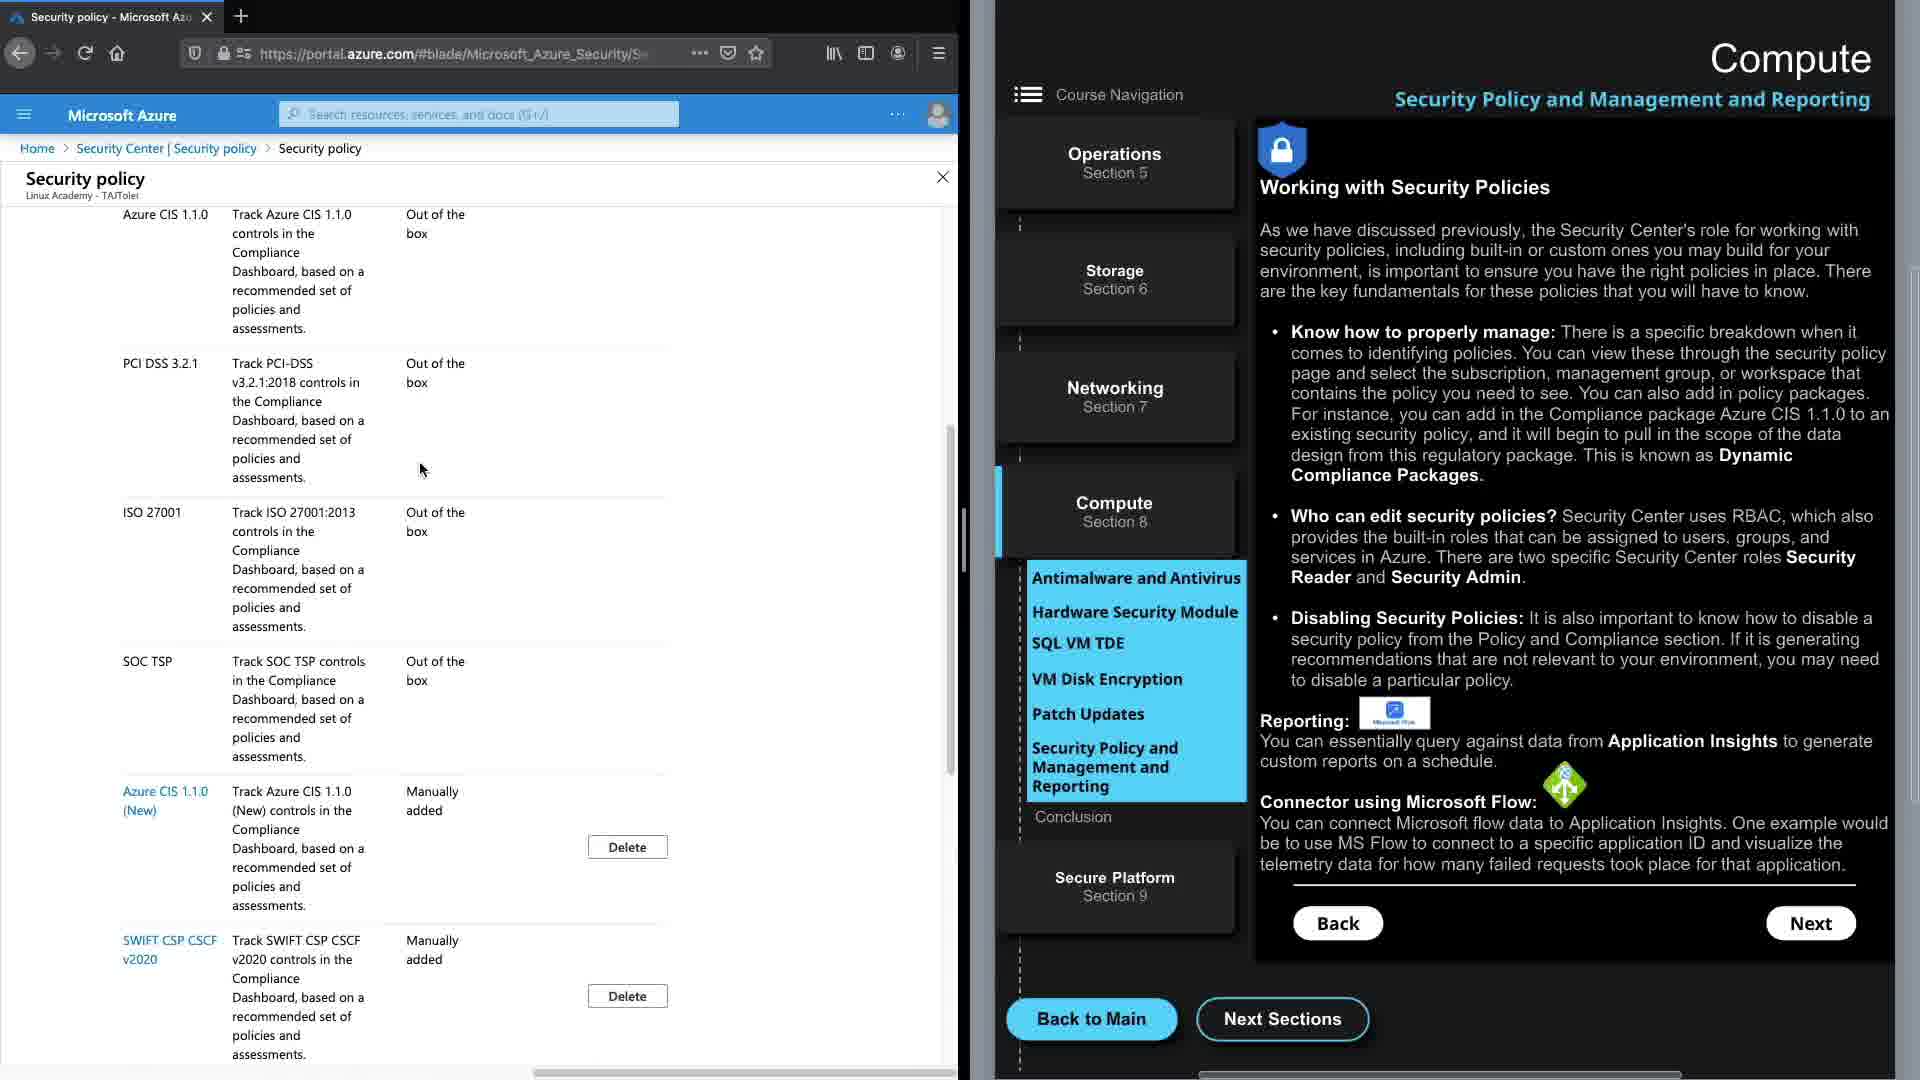 Security policy - Microsoft Azu
https://portal.azure.com/#blade/Microsoft_Azure_Security/Se
Microsoft Azure
Search resources, services, and docs (G+/)
Home > Security Center | Security policy > Security policy
Security policy
Linux Academy - TAJToler
Azure CIS 1.1.0
Track Azure CIS 1.1.0
controls in the
Compliance
Dashboard, based on a
recommended set of
policies and
assessments.
Out of the
box
PCI DSS 3.2.1
Track PCI-DSS
v3.2.1:2018 controls in
the Compliance
Dashboard, based on a
recommended set of
policies and
assessments.
Out of the
box
ISO 27001
Track ISO 27001:2013
controls in the
Compliance
Dashboard, based on a
recommended set of
policies and
assessments.
Out of the
box
SOC TSP
Track SOC TSP controls
in the Compliance
Dashboard, based on a
recommended set of
policies and
assessments.
Out of the
box
Azure CIS 1.1.0
(New)
Track Azure CIS 1.1.0
(New) controls in the
Compliance
Dashboard, based on a
recommended set of
policies and
assessments.
Manually
added
Delete
SWIFT CSP CSCF
v2020
Track SWIFT CSP CSCF
v2020 controls in the
Compliance
Dashboard, based on a
recommended set of
policies and
assessments.
Manually
added
Delete
Compute
Security Policy and Management and Reporting
Course Navigation
Operations
Section 5
Storage
Section 6
Networking
Section 7
Compute
Section 8
Antimalware and Antivirus
Hardware Security Module
SQL VM TDE
VM Disk Encryption
Patch Updates
Security Policy and
Management and
Reporting
Conclusion
Secure Platform
Section 9
Back to Main
Next Sections
Working with Security Policies
As we have discussed previously, the Security Center's role for working with
security policies, including built-in or custom ones you may build for your
environment, is important to ensure you have the right policies in place. There
are the key fundamentals for these policies that you will have to know.
• Know how to properly manage: There is a specific breakdown when it
comes to identifying policies. You can view these through the security policy
page and select the subscription, management group, or workspace that
contains the policy you need to see. You can also add in policy packages.
For instance, you can add in the Compliance package Azure CIS 1.1.0 to an
existing security policy, and it will begin to pull in the scope of the data
design from this regulatory package. This is known as Dynamic
Compliance Packages.
• Who can edit security policies? Security Center uses RBAC, which also
provides the built-in roles that can be assigned to users. groups, and
services in Azure. There are two specific Security Center roles Security
Reader and Security Admin.
• Disabling Security Policies: It is also important to know how to disable a
security policy from the Policy and Compliance section. If it is generating
recommendations that are not relevant to your environment, you may need
to disable a particular policy.
Reporting:
Microsoft Flow
You can essentially query against data from Application Insights to generate
custom reports on a schedule.
Connector using Microsoft Flow:
You can connect Microsoft flow data to Application Insights. One example would
be to use MS Flow to connect to a specific application ID and visualize the
telemetry data for how many failed requests took place for that application.
Back
Next